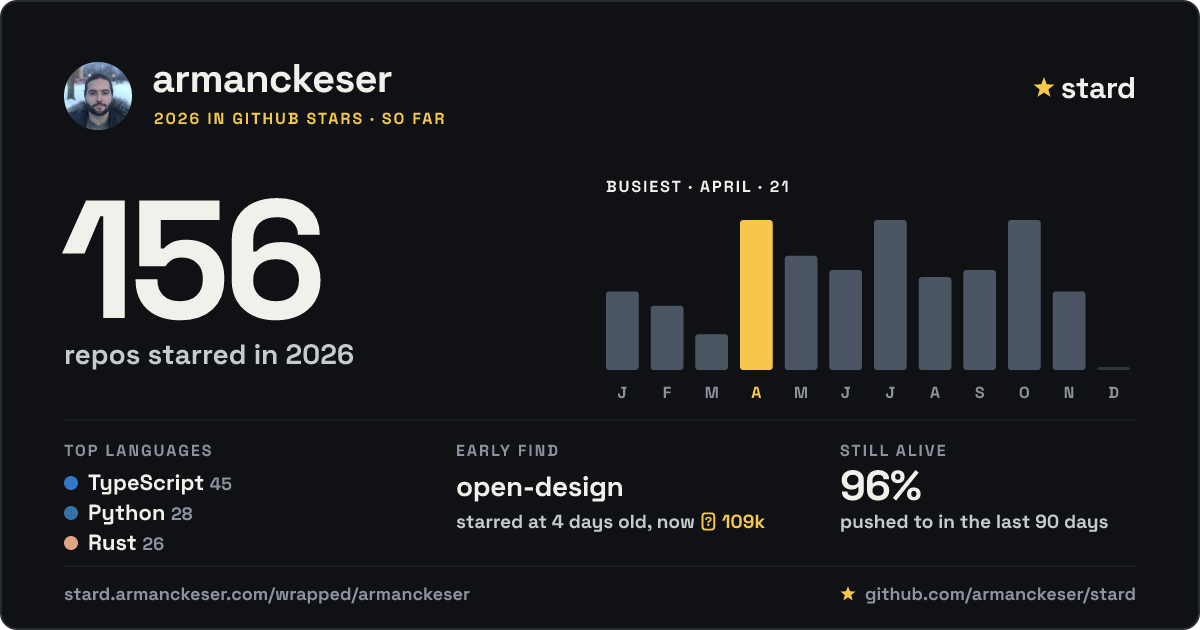 armanckeser
2026 IN GITHUB STARS · SO FAR
★ stard
156
repos starred in 2026
BUSIEST · APRIL · 21
J F M A M J J A S O N D
TOP LANGUAGES
TypeScript 45
Python 28
Rust 26
EARLY FIND
open-design
starred at 4 days old, now ? 109k
STILL ALIVE
96%
pushed to in the last 90 days
stard.armanckeser.com/wrapped/armanckeser
★ github.com/armanckeser/stard